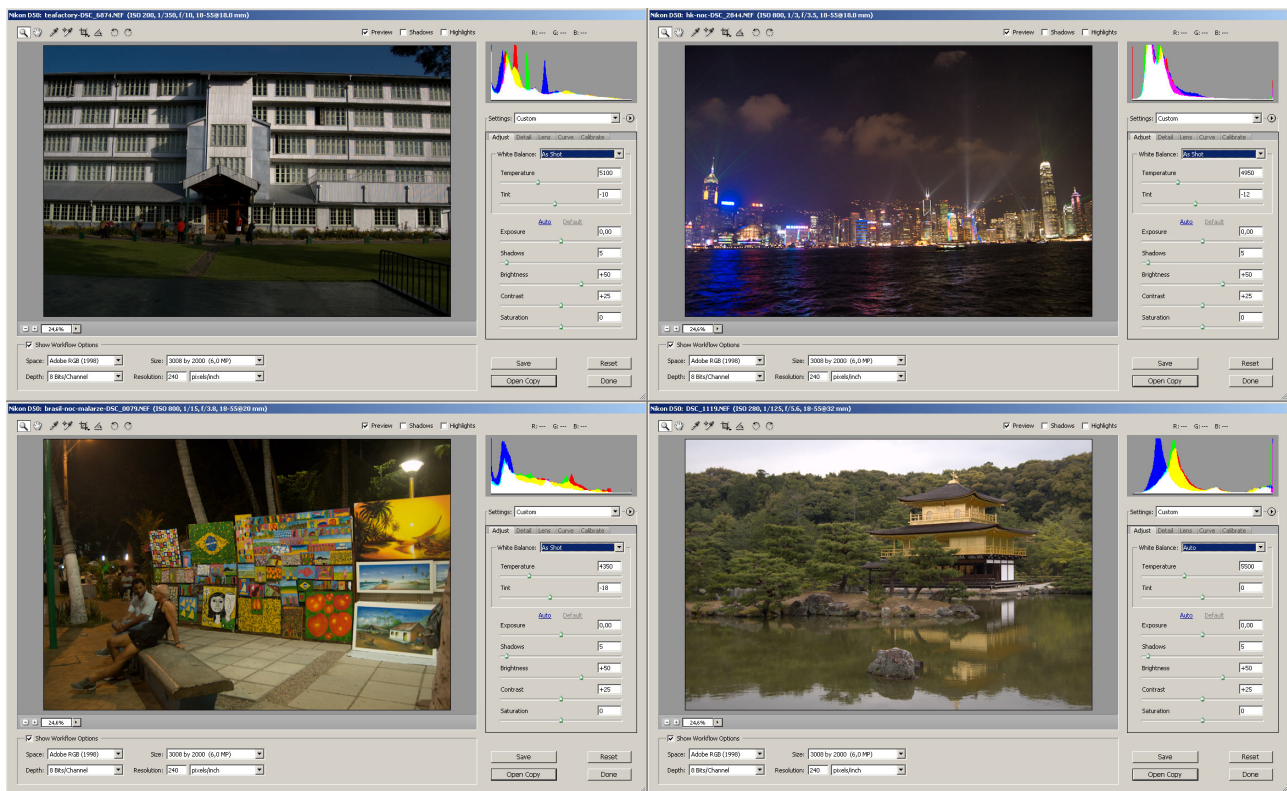 Nikon D50: teafactory-DSC_6874.NEF (ISO 200, 1/350, f/10, 18-55@18.0 mm)
Preview Shadows Highlights R: --- G: --- B: ---
Settings: Custom
Adjust Detail Lens Curve Calibrate
White Balance: As Shot
Temperature 5100
Tint -10
Auto Default
Exposure 0,00
Shadows 5
Brightness +50
Contrast +25
Saturation 0
24,6%
Show Workflow Options
Space: Adobe RGB (1998) Size: 3008 by 2000 (6,0 MP) Save Reset
Depth: 8 Bits/Channel Resolution: 240 pixels/inch Open Copy Done
Nikon D50: hk-noc-DSC_2844.NEF (ISO 800, 1/3, f/3.5, 18-55@18.0 mm)
Preview Shadows Highlights R: --- G: --- B: ---
Settings: Custom
Adjust Detail Lens Curve Calibrate
White Balance: As Shot
Temperature 4950
Tint -12
Auto Default
Exposure 0,00
Shadows 5
Brightness +50
Contrast +25
Saturation 0
24,6%
Show Workflow Options
Space: Adobe RGB (1998) Size: 3008 by 2000 (6,0 MP) Save Reset
Depth: 8 Bits/Channel Resolution: 240 pixels/inch Open Copy Done
Nikon D50: brasil-noc-malarze-DSC_0079.NEF (ISO 800, 1/15, f/3.8, 18-55@20 mm)
Preview Shadows Highlights R: --- G: --- B: ---
Settings: Custom
Adjust Detail Lens Curve Calibrate
White Balance: As Shot
Temperature 4350
Tint -18
Auto Default
Exposure 0,00
Shadows 5
Brightness +50
Contrast +25
Saturation 0
24,6%
Show Workflow Options
Space: Adobe RGB (1998) Size: 3008 by 2000 (6,0 MP) Save Reset
Depth: 8 Bits/Channel Resolution: 240 pixels/inch Open Copy Done
Nikon D50: DSC_1119.NEF (ISO 280, 1/125, f/5.6, 18-55@32 mm)
Preview Shadows Highlights R: --- G: --- B: ---
Settings: Custom
Adjust Detail Lens Curve Calibrate
White Balance: Auto
Temperature 5500
Tint 0
Auto Default
Exposure 0,00
Shadows 5
Brightness +50
Contrast +25
Saturation 0
24,6%
Show Workflow Options
Space: Adobe RGB (1998) Size: 3008 by 2000 (6,0 MP) Save Reset
Depth: 8 Bits/Channel Resolution: 240 pixels/inch Open Copy Done